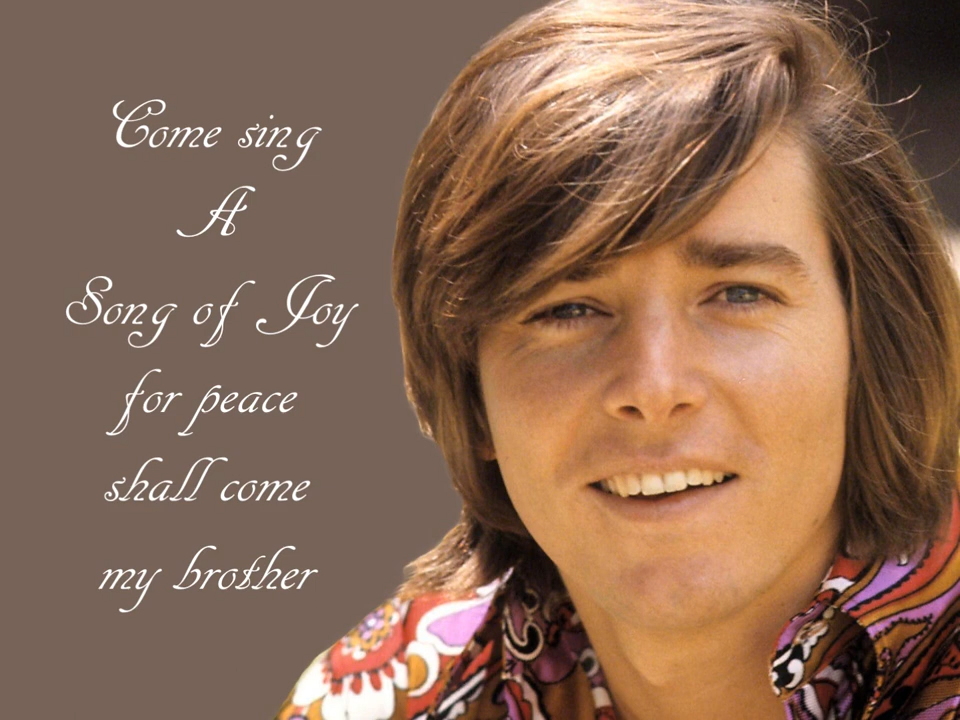 Come sing
A
Song of Joy
for peace
shall come
my brother